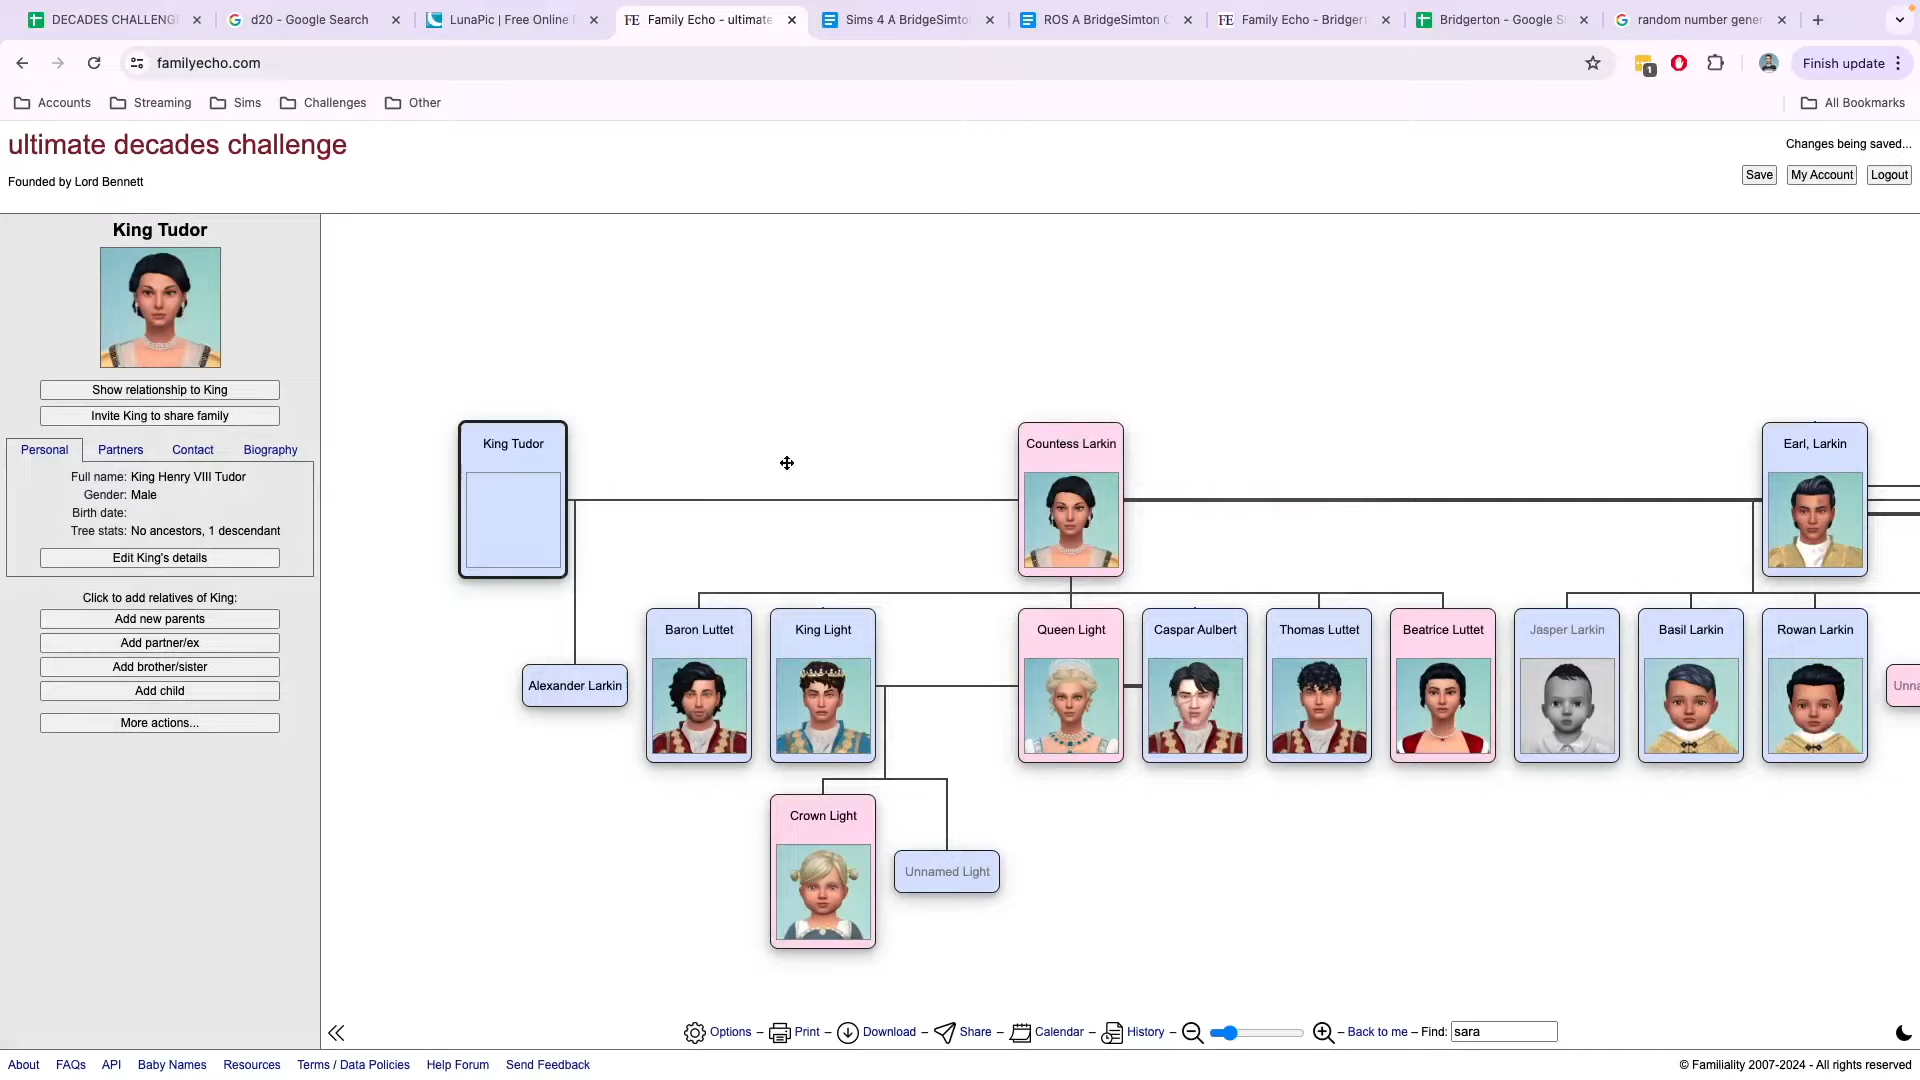 DECADES CHALLENG
d20 - Google Search
LunaPic | Free Online
Family Echo - ultimate
Sims 4 A BridgeSimto
ROS A BridgeSimton C
Family Echo - Bridger
Bridgerton - Google S
random number gene
familyecho.com
1
Finish update
Accounts
Streaming
Sims
Challenges
Other
All Bookmarks
ultimate decades challenge
Changes being saved...
Founded by Lord Bennett
Save
My Account
Logout
King Tudor
Show relationship to King
Invite King to share family
Personal
Partners
Contact
Biography
Full name: King Henry VIII Tudor
Gender: Male
Birth date:
Tree stats: No ancestors, 1 descendant
Edit King's details
Click to add relatives of King:
Add new parents
Add partner/ex
Add brother/sister
Add child
More actions...
King Tudor
Countess Larkin
Earl, Larkin
Alexander Larkin
Baron Luttet
King Light
Queen Light
Caspar Aulbert
Thomas Luttet
Beatrice Luttet
Jasper Larkin
Basil Larkin
Rowan Larkin
Unna
Crown Light
Unnamed Light
Options – Print – Download – Share – Calendar – History – – Back to me – Find: sara
About
FAQs
API
Baby Names
Resources
Terms / Data Policies
Help Forum
Send Feedback
© Familiality 2007-2024 - All rights reserved